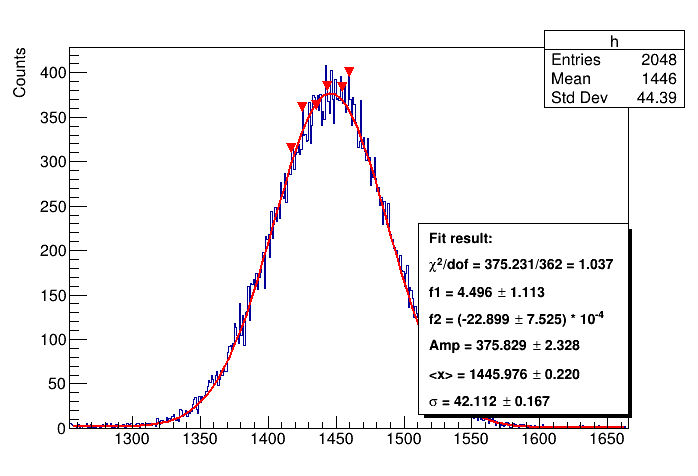 h
Entries 2048
Mean 1446
Std Dev 44.39
Counts
400
350
300
250
200
150
100
50
0
Fit result:
χ²/dof = 375.231/362 = 1.037
f1 = 4.496 ± 1.113
f2 = (-22.899 ± 7.525) * 10⁻⁴
Amp = 375.829 ± 2.328
<x> = 1445.976 ± 0.220
σ = 42.112 ± 0.167
1300 1350 1400 1450 1500 1550 1600 1650